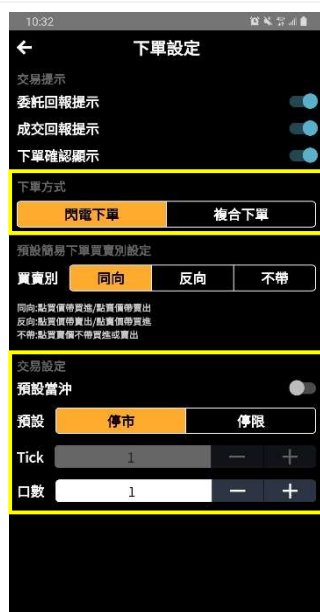 10:32
下單設定
交易提示
委託回報提示
成交回報提示
下單確認顯示
下單方式
閃電下單 複合下單
預設簡易下單買賣別設定
買賣別 同向 反向 不帶
同向:點買價帶買進/點賣價帶賣出
反向:點買價帶賣出/點賣價帶買進
不帶:點買賣價不帶買進或賣出
交易設定
預設當沖
預設 停市 停限
Tick 1 — +
口數 1 — +